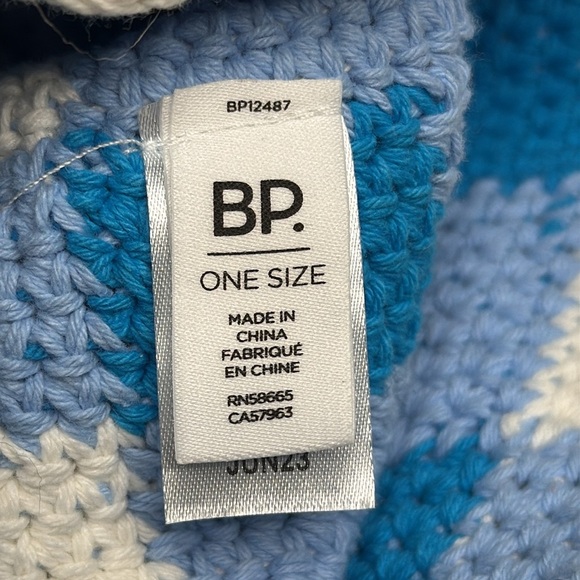 BP12487
BP.
ONE SIZE
MADE IN
CHINA
FABRIQUÉ
EN CHINE
RN58665
CA57963
JUN23